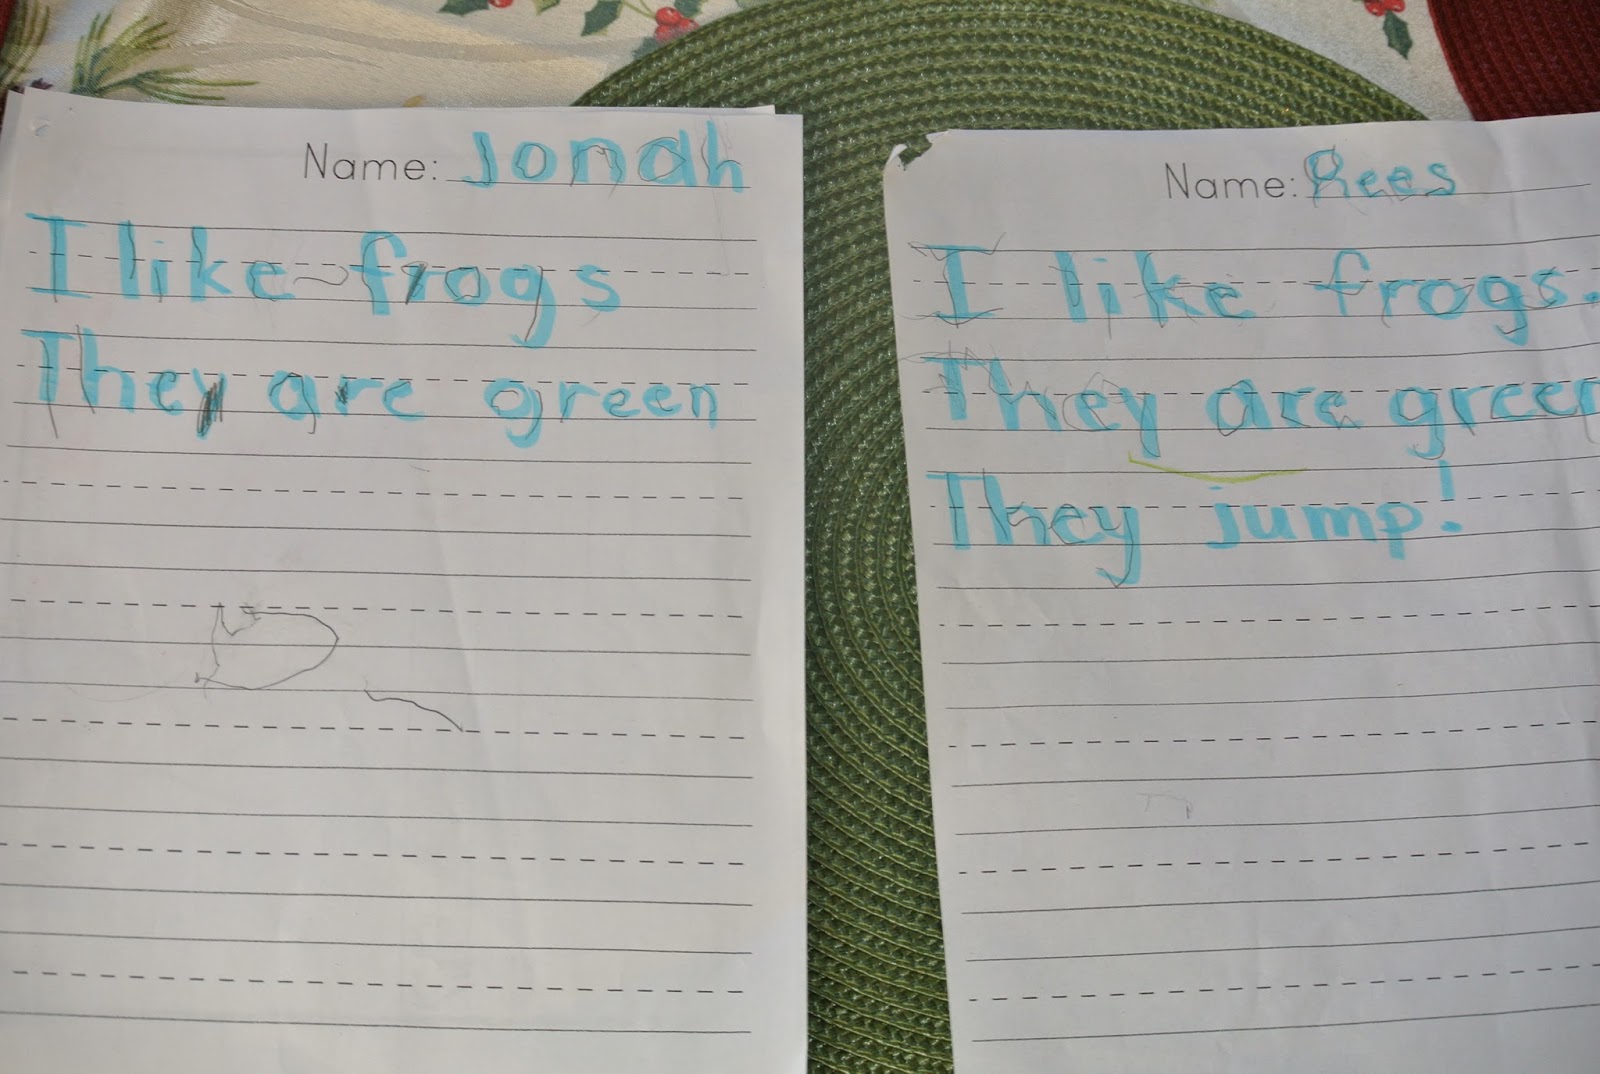 Name: Jonah
I like frogs
They are green
Name: Rees
I like frogs.
They are green
They jump!